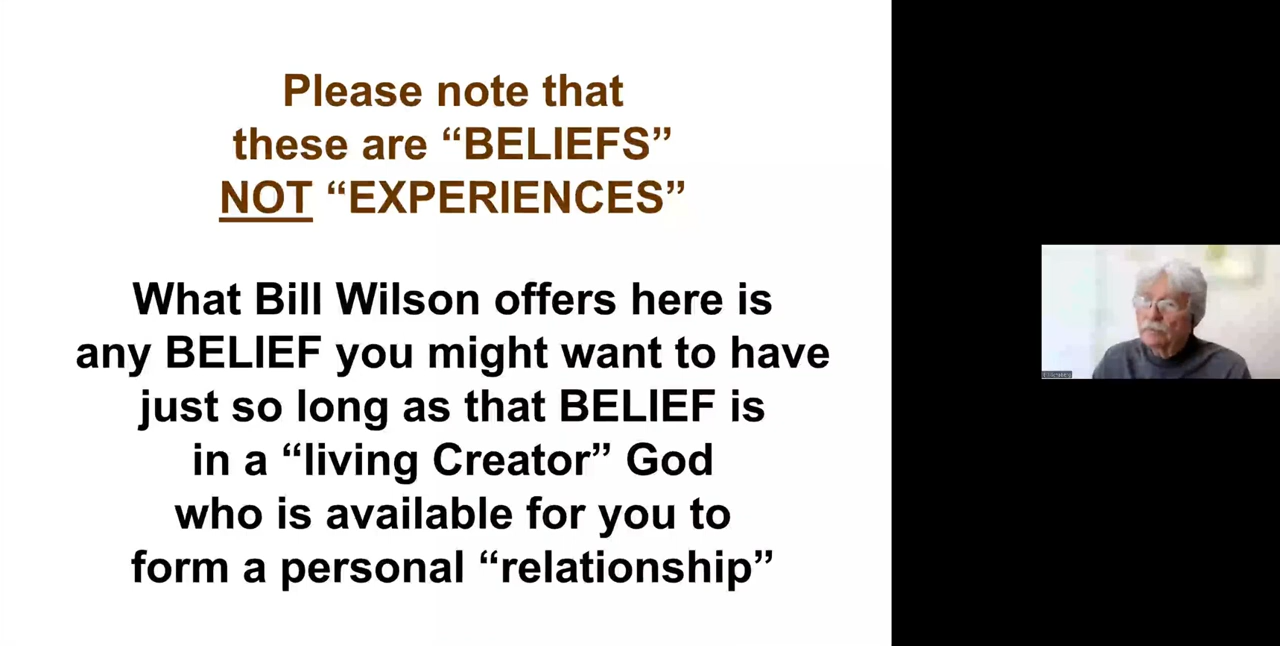 Please note that
these are “BELIEFS”
NOT “EXPERIENCES”
What Bill Wilson offers here is
any BELIEF you might want to have
just so long as that BELIEF is
in a “living Creator” God
who is available for you to
form a personal “relationship”